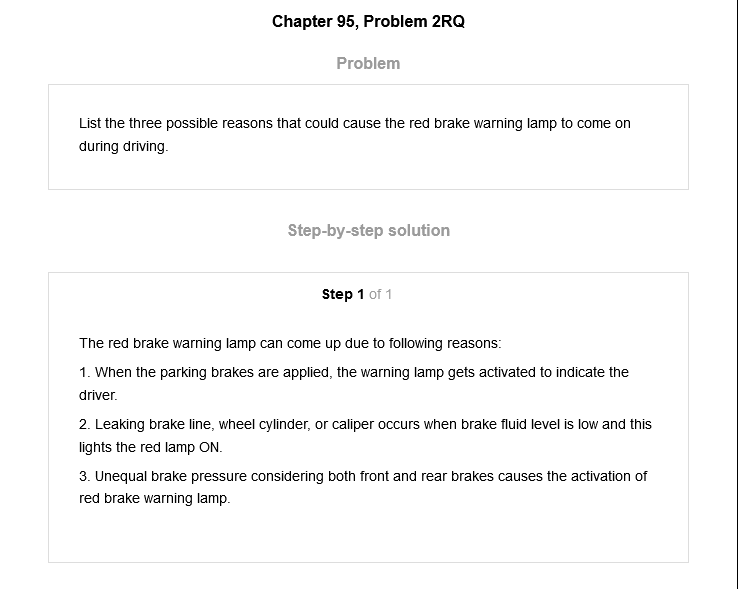 Chapter 95, Problem 2RQ
Problem
List the three possible reasons that could cause the red brake warning lamp to come on
during driving.
Step-by-step solution
Step 1 of 1
The red brake warning lamp can come up due to following reasons:
1. When the parking brakes are applied, the warning lamp gets activated to indicate the
driver.
2. Leaking brake line, wheel cylinder, or caliper occurs when brake fluid level is low and this
lights the red lamp ON.
3. Unequal brake pressure considering both front and rear brakes causes the activation of
red brake warning lamp.